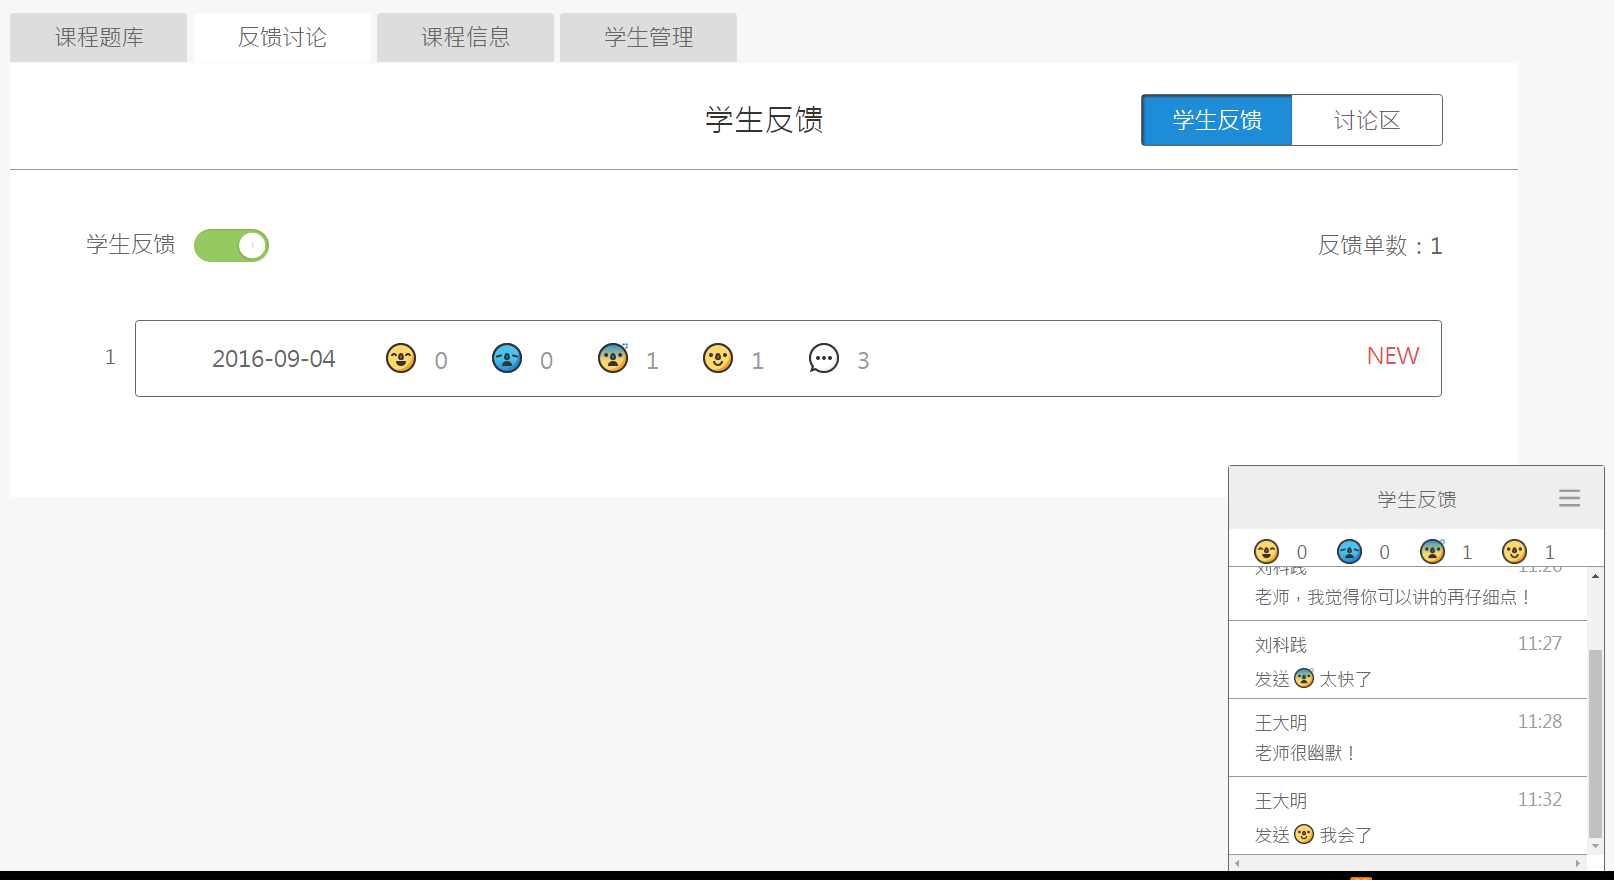 课程题库 反馈讨论 课程信息 学生管理
学生反馈 学生反馈 讨论区
学生反馈 反馈单数：1
1 2016-09-04 0 0 1 1 3 NEW
学生反馈
0 0 1 1
刘科践 11:26
老师，我觉得你可以讲的再仔细点！
刘科践 11:27
发送 太快了
王大明 11:28
老师很幽默！
王大明 11:32
发送 我会了